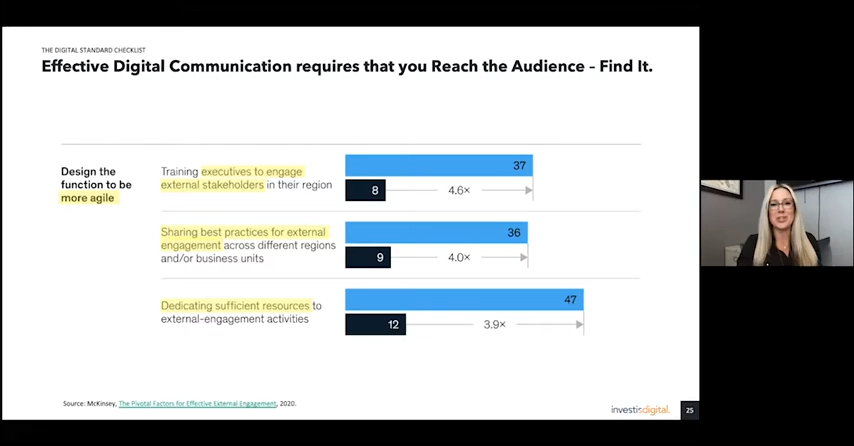 THE DIGITAL STANDARD CHECKLIST
Effective Digital Communication requires that you Reach the Audience – Find It.
Design the
function to be
more agile
Training executives to engage
external stakeholders in their region
37
8
4.6×
Sharing best practices for external
engagement across different regions
and/or business units
36
9
4.0×
Dedicating sufficient resources to
external-engagement activities
47
12
3.9×
Source: McKinsey, The Pivotal Factors for Effective External Engagement, 2020.
investisdigital.
25